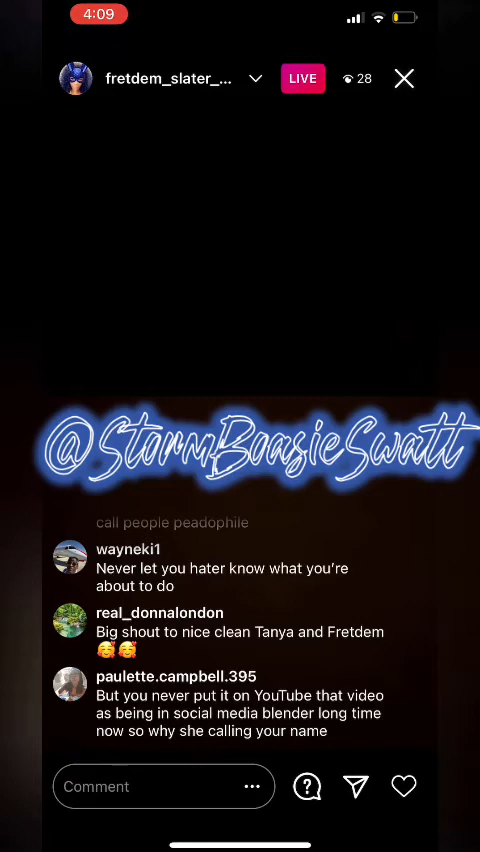 4:09
fretdem_slater_...
LIVE
28
@StormBoasieSwatt
call people peadophile
wayneki1
Never let you hater know what you're
about to do
real_donnalondon
Big shout to nice clean Tanya and Fretdem
🥰🥰
paulette.campbell.395
But you never put it on YouTube that video
as being in social media blender long time
now so why she calling your name
Comment